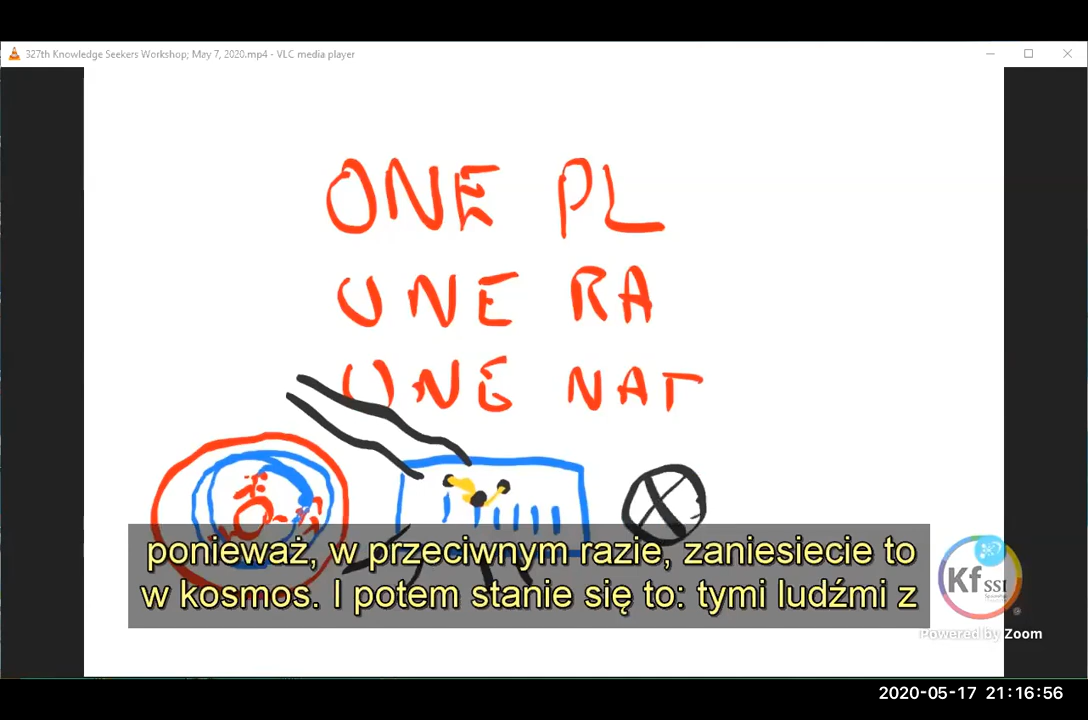 327th Knowledge Seekers Workshop; May 7, 2020.mp4 - VLC media player
ONE PL
ONE RA
ONE NAT
ponieważ, w przeciwnym razie, zaniesiecie to
w kosmos. I potem stanie się to: tymi ludźmi z
Kf SSI
Powered by Zoom
2020-05-17 21:16:56